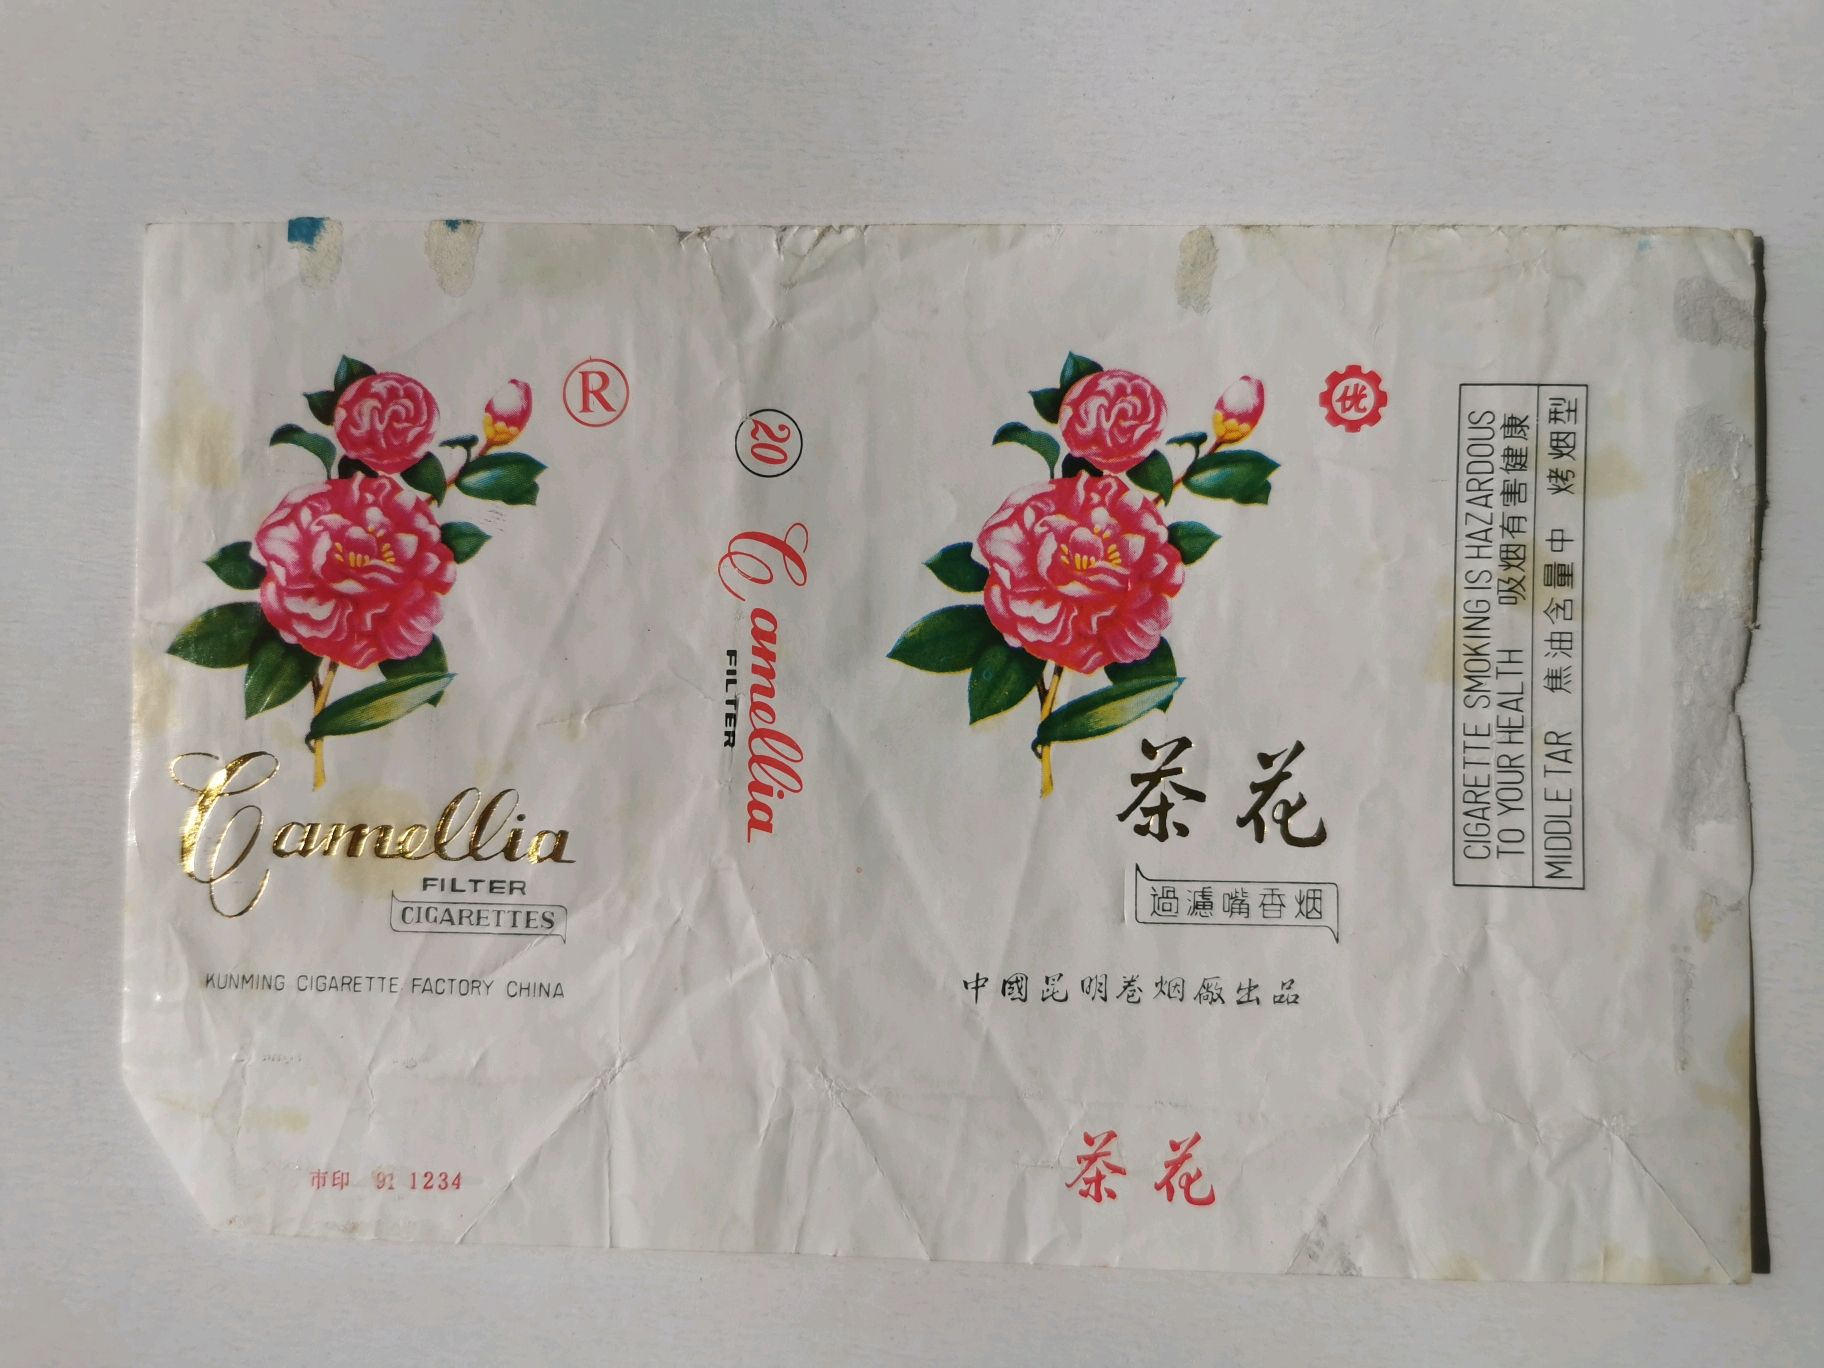 R
Camellia
FILTER
CIGARETTES
KUNMING CIGARETTE FACTORY CHINA
市印 91 1234
20
Camellia
FILTER
优
茶花
過濾嘴香烟
中國昆明卷烟廠出品
茶花
CIGARETTE SMOKING IS HAZARDOUS
TO YOUR HEALTH 吸烟有害健康
MIDDLE TAR 焦油含量中 烤烟型